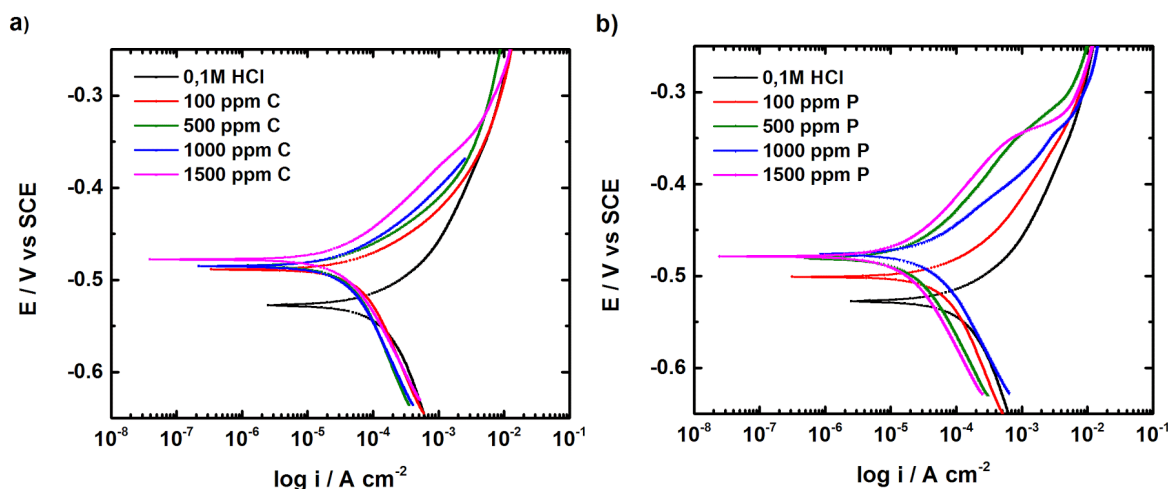 a)
E / V vs SCE
-0.3
-0.4
-0.5
-0.6
0,1M HCl
100 ppm C
500 ppm C
1000 ppm C
1500 ppm C
10⁻⁸ 10⁻⁷ 10⁻⁶ 10⁻⁵ 10⁻⁴ 10⁻³ 10⁻² 10⁻¹
log i / A cm⁻²
b)
E / V vs SCE
-0.3
-0.4
-0.5
-0.6
0,1M HCl
100 ppm P
500 ppm P
1000 ppm P
1500 ppm P
10⁻⁸ 10⁻⁷ 10⁻⁶ 10⁻⁵ 10⁻⁴ 10⁻³ 10⁻² 10⁻¹
log i / A cm⁻²